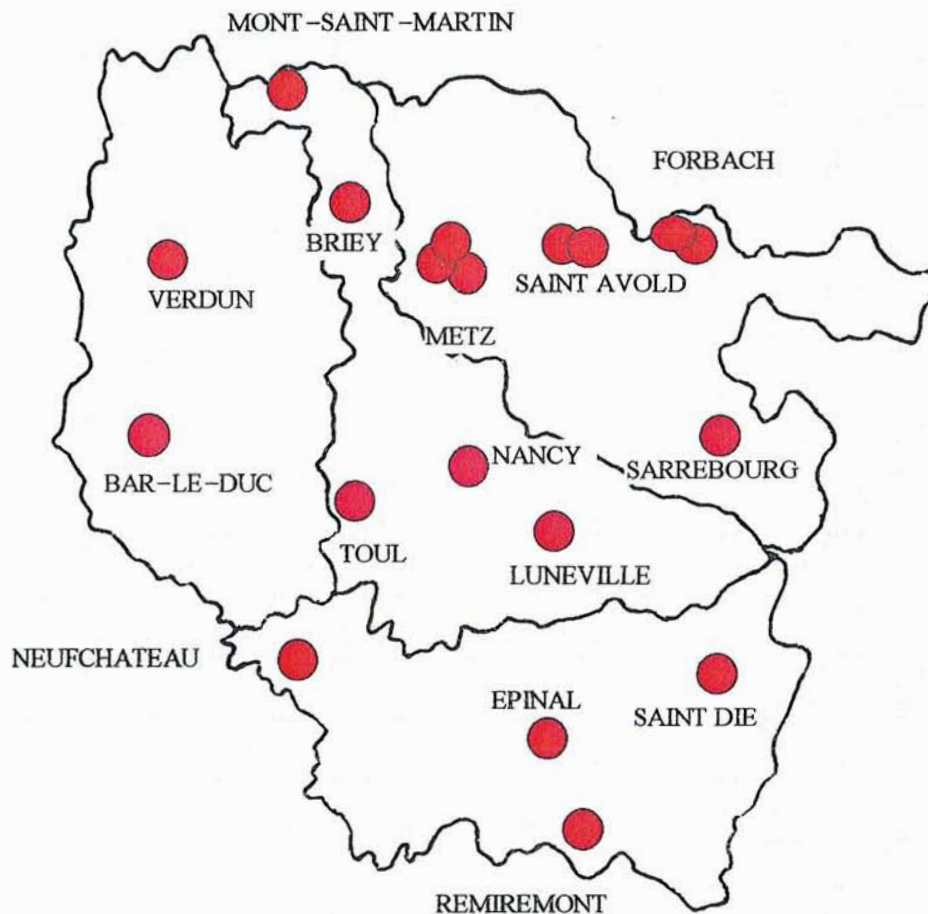 MONT-SAINT-MARTIN
FORBACH
BRIEY
SAINT AVOLD
VERDUN
METZ
NANCY
SARREBOURG
BAR-LE-DUC
TOUL
LUNEVILLE
NEUFCHATEAU
EPINAL
SAINT DIE
REMIREMONT